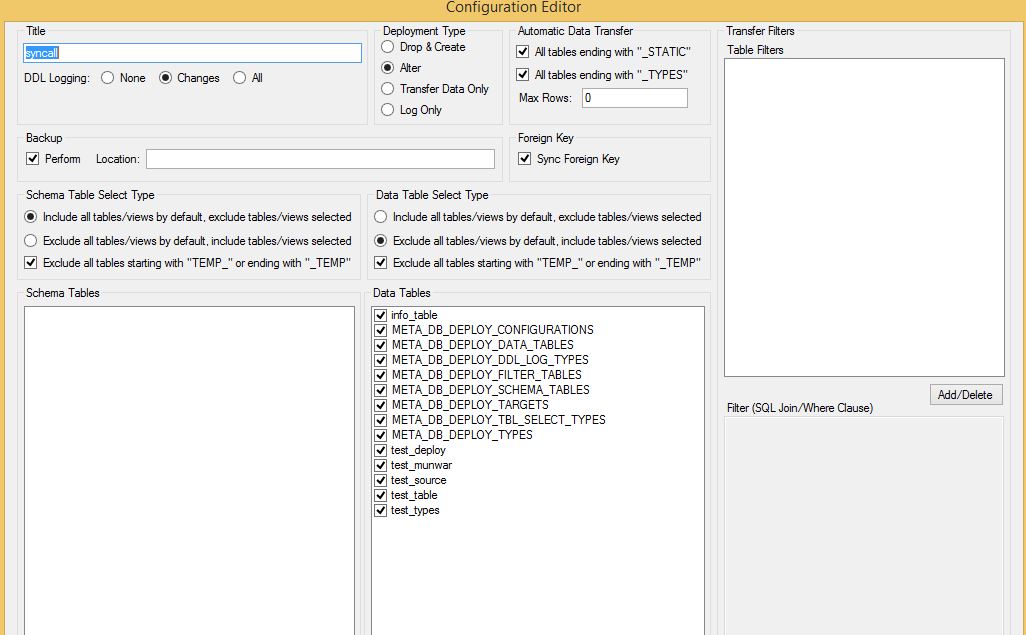 Configuration Editor
Title
syncall
DDL Logging: None Changes All
Deployment Type
Drop & Create
Alter
Transfer Data Only
Log Only
Automatic Data Transfer
All tables ending with "_STATIC"
All tables ending with "_TYPES"
Max Rows: 0
Transfer Filters
Table Filters
Backup
Perform Location:
Foreign Key
Sync Foreign Key
Schema Table Select Type
Include all tables/views by default, exclude tables/views selected
Exclude all tables/views by default, include tables/views selected
Exclude all tables starting with "TEMP_" or ending with "_TEMP"
Data Table Select Type
Include all tables/views by default, exclude tables/views selected
Exclude all tables/views by default, include tables/views selected
Exclude all tables starting with "TEMP_" or ending with "_TEMP"
Schema Tables
Data Tables
info_table
META_DB_DEPLOY_CONFIGURATIONS
META_DB_DEPLOY_DATA_TABLES
META_DB_DEPLOY_DDL_LOG_TYPES
META_DB_DEPLOY_FILTER_TABLES
META_DB_DEPLOY_SCHEMA_TABLES
META_DB_DEPLOY_TARGETS
META_DB_DEPLOY_TBL_SELECT_TYPES
META_DB_DEPLOY_TYPES
test_deploy
test_munwar
test_source
test_table
test_types
Add/Delete
Filter (SQL Join/Where Clause)